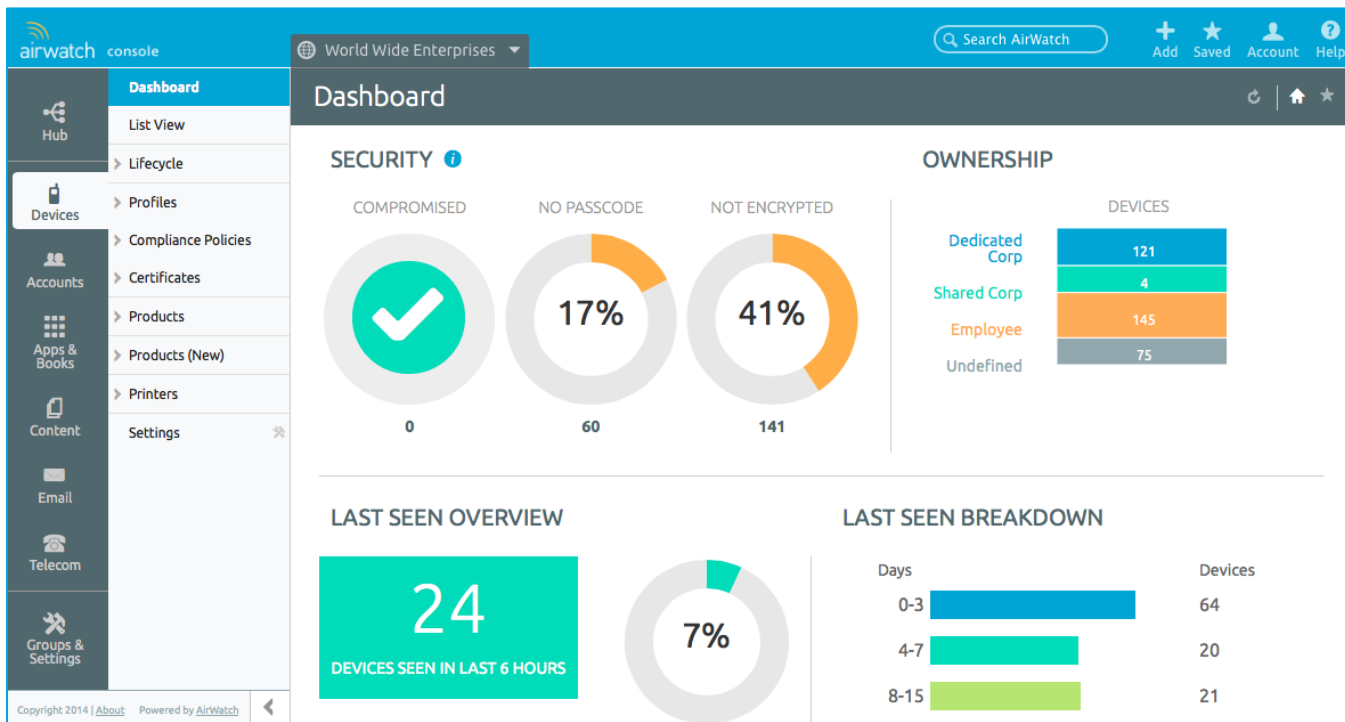 airwatch console
World Wide Enterprises
Search AirWatch
Add
Saved
Account
Help
Hub
Devices
Accounts
Apps &
Books
Content
Email
Telecom
Groups &
Settings
Dashboard
List View
Lifecycle
Profiles
Compliance Policies
Certificates
Products
Products (New)
Printers
Settings
Copyright 2014 | About Powered by AirWatch
Dashboard
SECURITY i
COMPROMISED
0
NO PASSCODE
17%
60
NOT ENCRYPTED
41%
141
OWNERSHIP
DEVICES
Dedicated
Corp 121
Shared Corp 4
Employee 145
Undefined 75
LAST SEEN OVERVIEW
24
DEVICES SEEN IN LAST 6 HOURS
7%
LAST SEEN BREAKDOWN
Days Devices
0-3 64
4-7 20
8-15 21